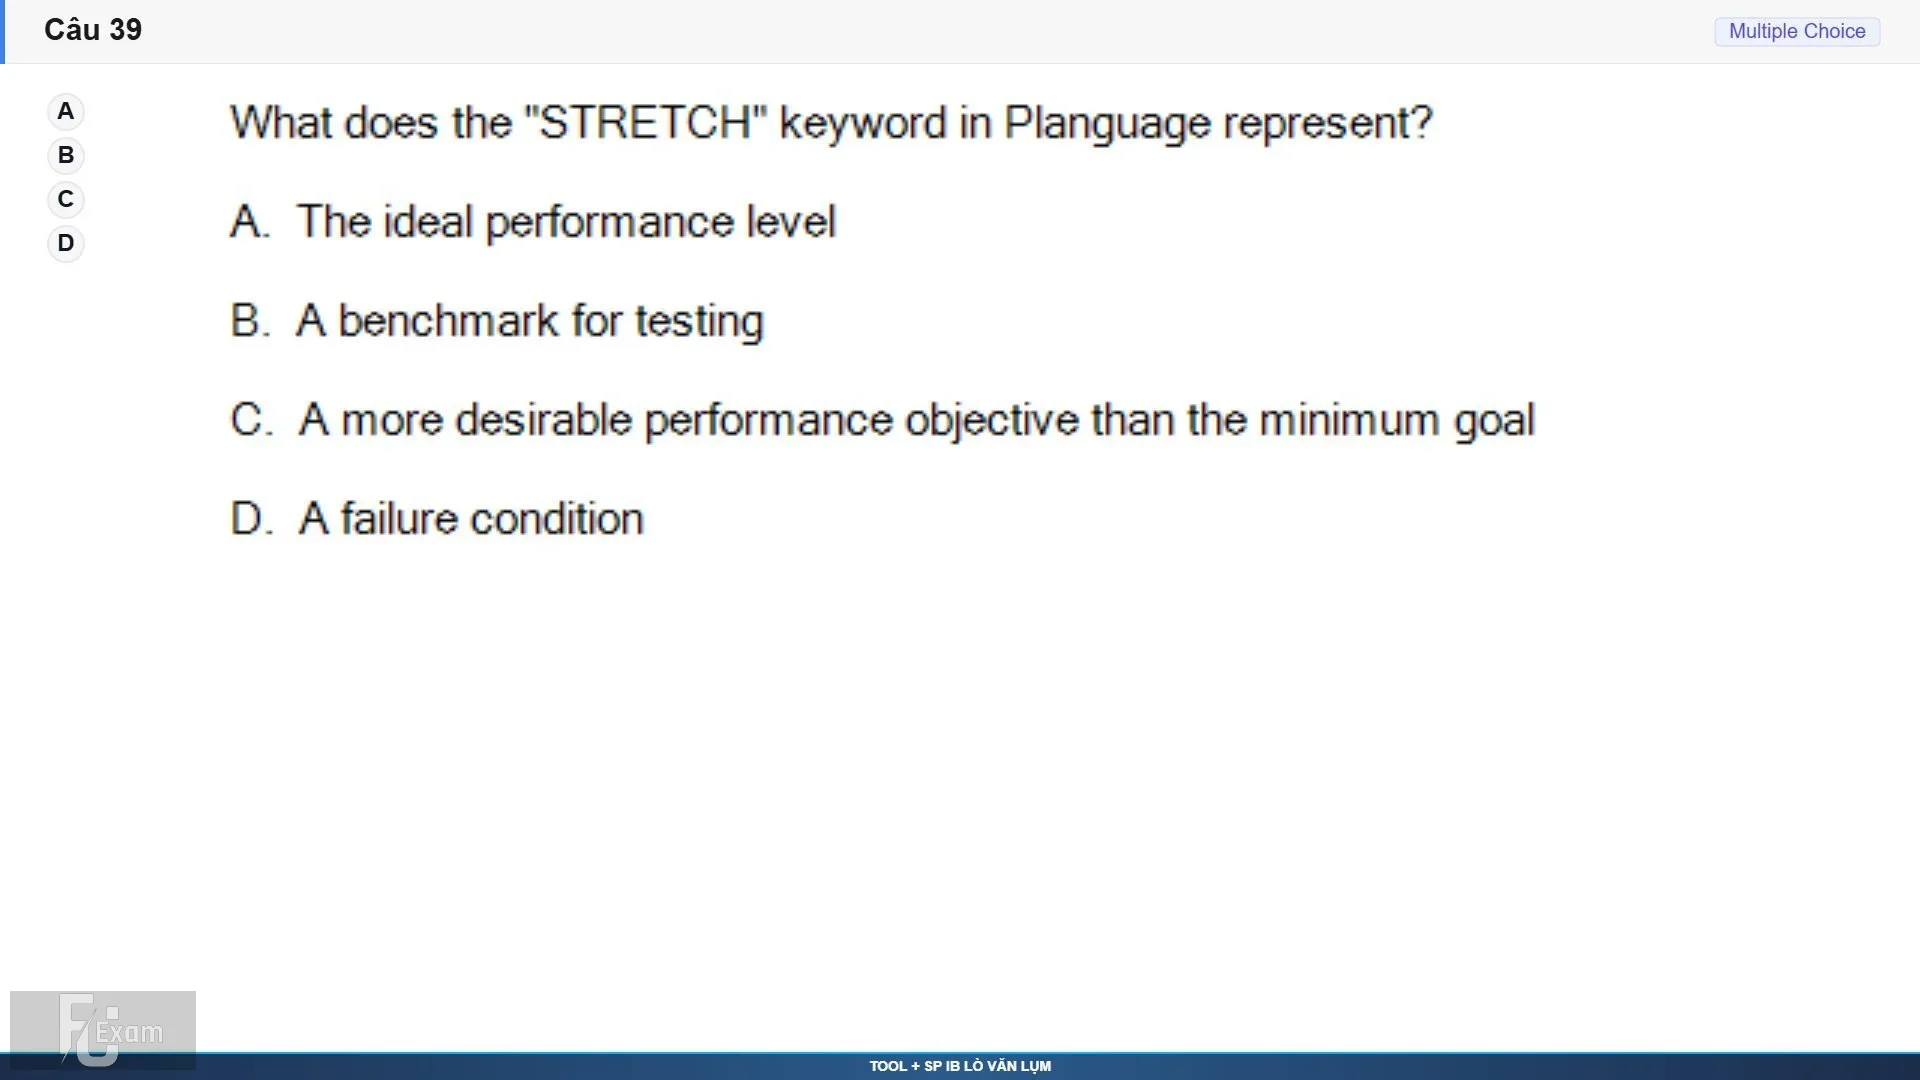 Câu 39
Multiple Choice
A
B
C
D
What does the "STRETCH" keyword in Planguage represent?
A. The ideal performance level
B. A benchmark for testing
C. A more desirable performance objective than the minimum goal
D. A failure condition
FU Exam
TOOL + SP IB LÒ VĂN LỤM